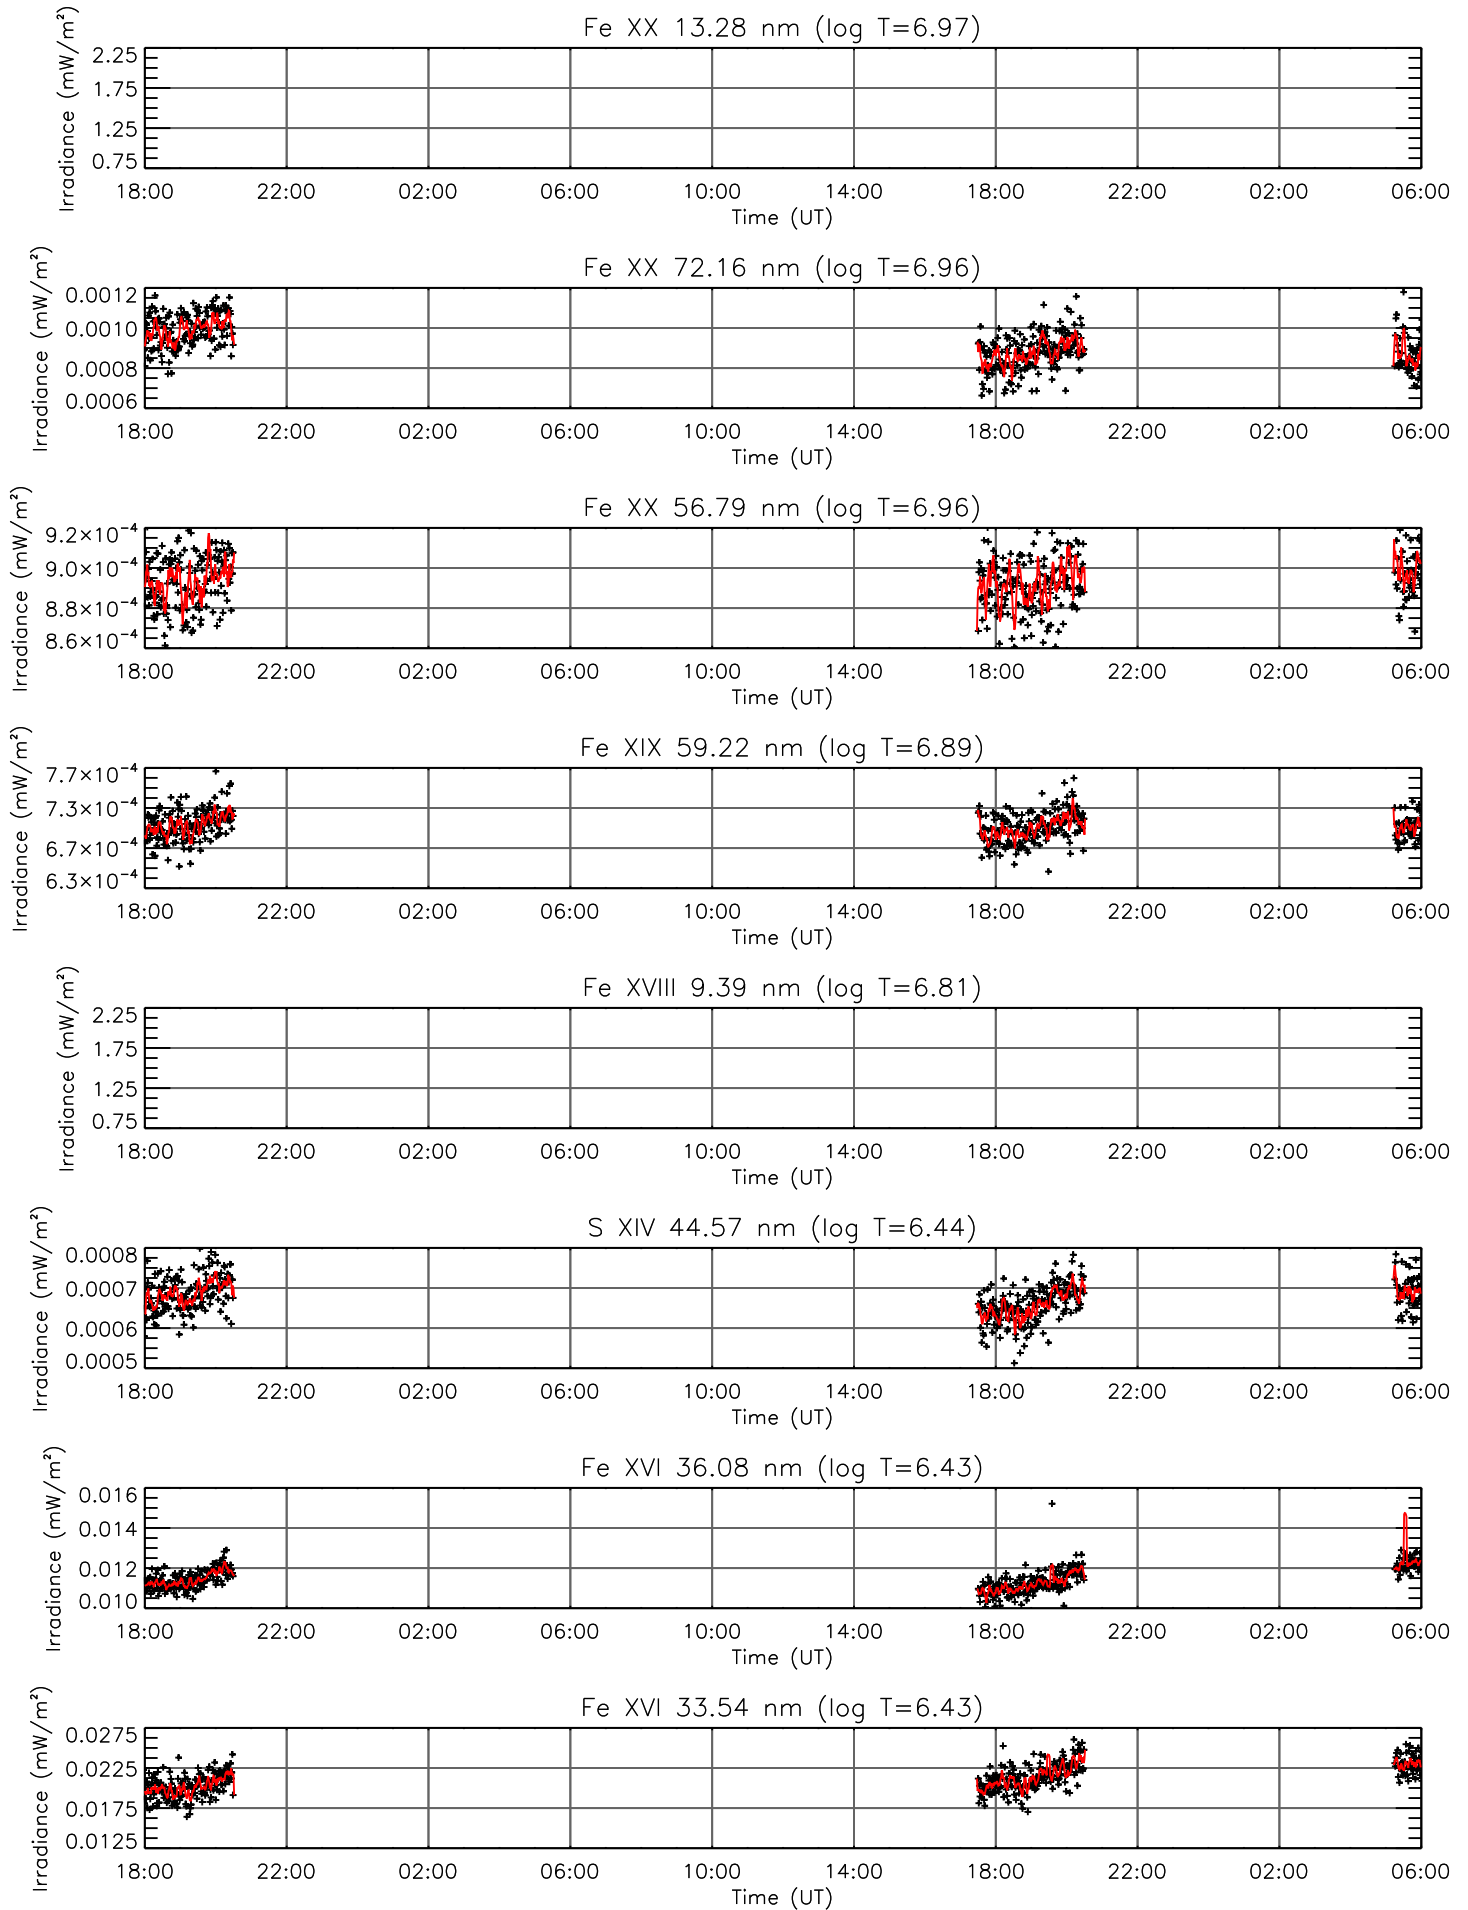 Fe XX 13.28 nm (log T=6.97)
Irradiance (mW/m²)
2.25
1.75
1.25
0.75
18:00 22:00 02:00 06:00 10:00 14:00 18:00 22:00 02:00 06:00
Time (UT)
Fe XX 72.16 nm (log T=6.96)
Irradiance (mW/m²)
0.0012
0.0010
0.0008
0.0006
18:00 22:00 02:00 06:00 10:00 14:00 18:00 22:00 02:00 06:00
Time (UT)
Fe XX 56.79 nm (log T=6.96)
Irradiance (mW/m²)
9.2×10⁻⁴
9.0×10⁻⁴
8.8×10⁻⁴
8.6×10⁻⁴
18:00 22:00 02:00 06:00 10:00 14:00 18:00 22:00 02:00 06:00
Time (UT)
Fe XIX 59.22 nm (log T=6.89)
Irradiance (mW/m²)
7.7×10⁻⁴
7.3×10⁻⁴
6.7×10⁻⁴
6.3×10⁻⁴
18:00 22:00 02:00 06:00 10:00 14:00 18:00 22:00 02:00 06:00
Time (UT)
Fe XVIII 9.39 nm (log T=6.81)
Irradiance (mW/m²)
2.25
1.75
1.25
0.75
18:00 22:00 02:00 06:00 10:00 14:00 18:00 22:00 02:00 06:00
Time (UT)
S XIV 44.57 nm (log T=6.44)
Irradiance (mW/m²)
0.0008
0.0007
0.0006
0.0005
18:00 22:00 02:00 06:00 10:00 14:00 18:00 22:00 02:00 06:00
Time (UT)
Fe XVI 36.08 nm (log T=6.43)
Irradiance (mW/m²)
0.016
0.014
0.012
0.010
18:00 22:00 02:00 06:00 10:00 14:00 18:00 22:00 02:00 06:00
Time (UT)
Fe XVI 33.54 nm (log T=6.43)
Irradiance (mW/m²)
0.0275
0.0225
0.0175
0.0125
18:00 22:00 02:00 06:00 10:00 14:00 18:00 22:00 02:00 06:00
Time (UT)